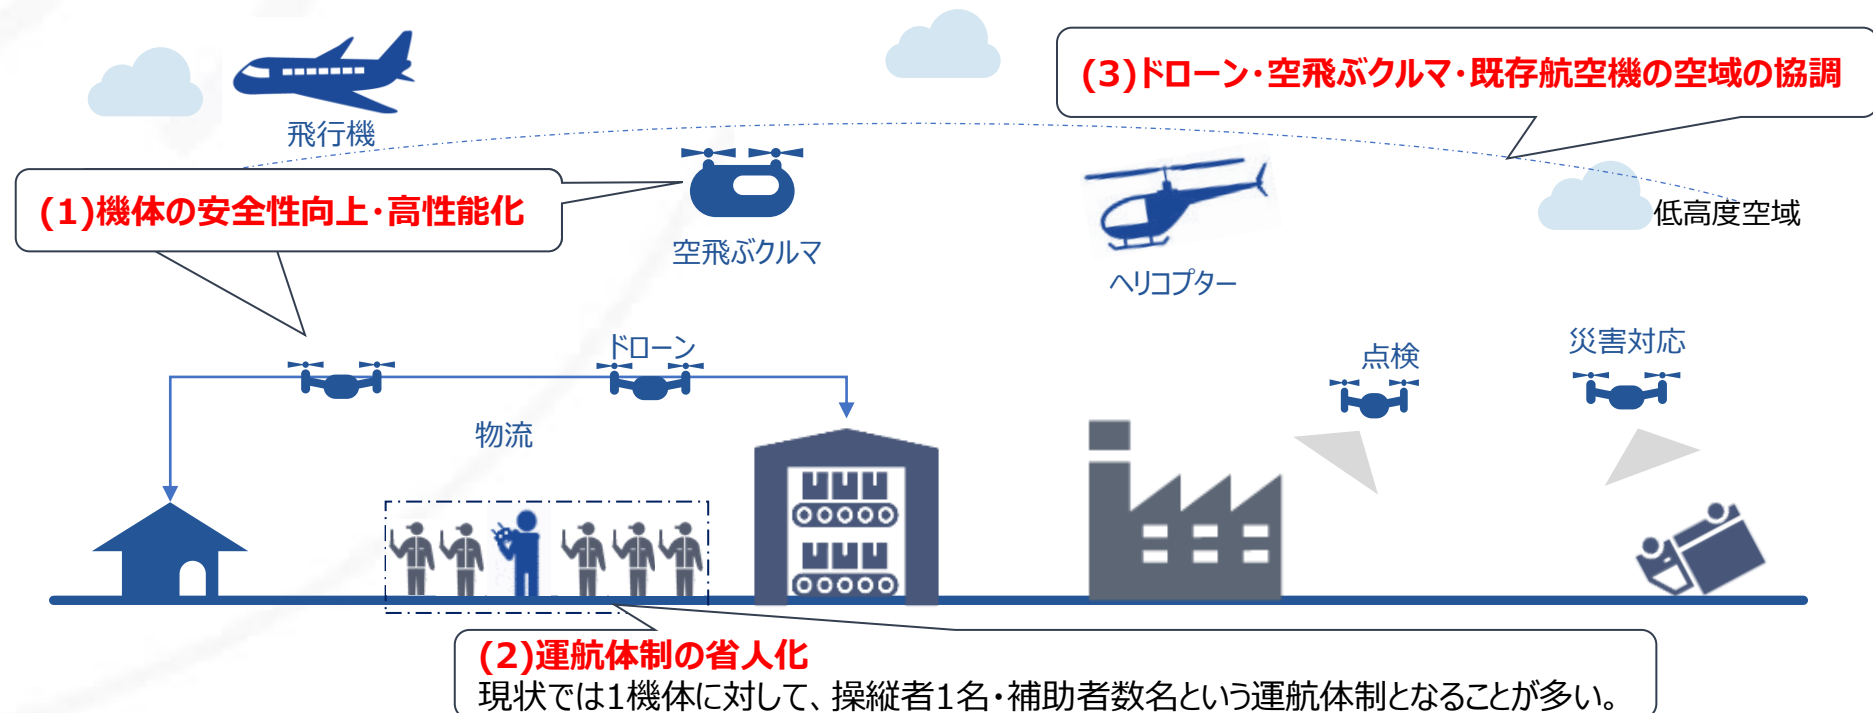 (3)ドローン・空飛ぶクルマ・既存航空機の空域の協調
飛行機
(1)機体の安全性向上・高性能化
低高度空域
空飛ぶクルマ
ヘリコプター
ドローン
点検
災害対応
物流
(2)運航体制の省人化
現状では1機体に対して、操縦者1名・補助者数名という運航体制となることが多い。